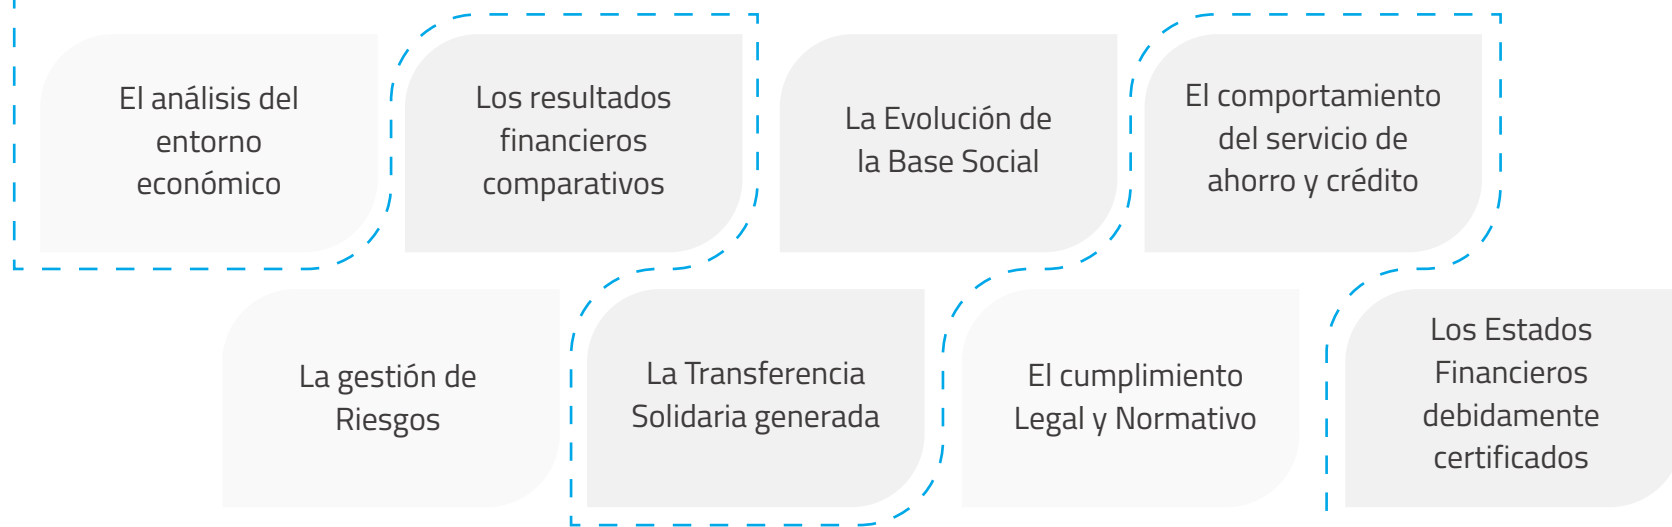 El análisis del
entorno
económico
Los resultados
financieros
comparativos
La Evolución de
la Base Social
El comportamiento
del servicio de
ahorro y crédito
La gestión de
Riesgos
La Transferencia
Solidaria generada
El cumplimiento
Legal y Normativo
Los Estados
Financieros
debidamente
certificados